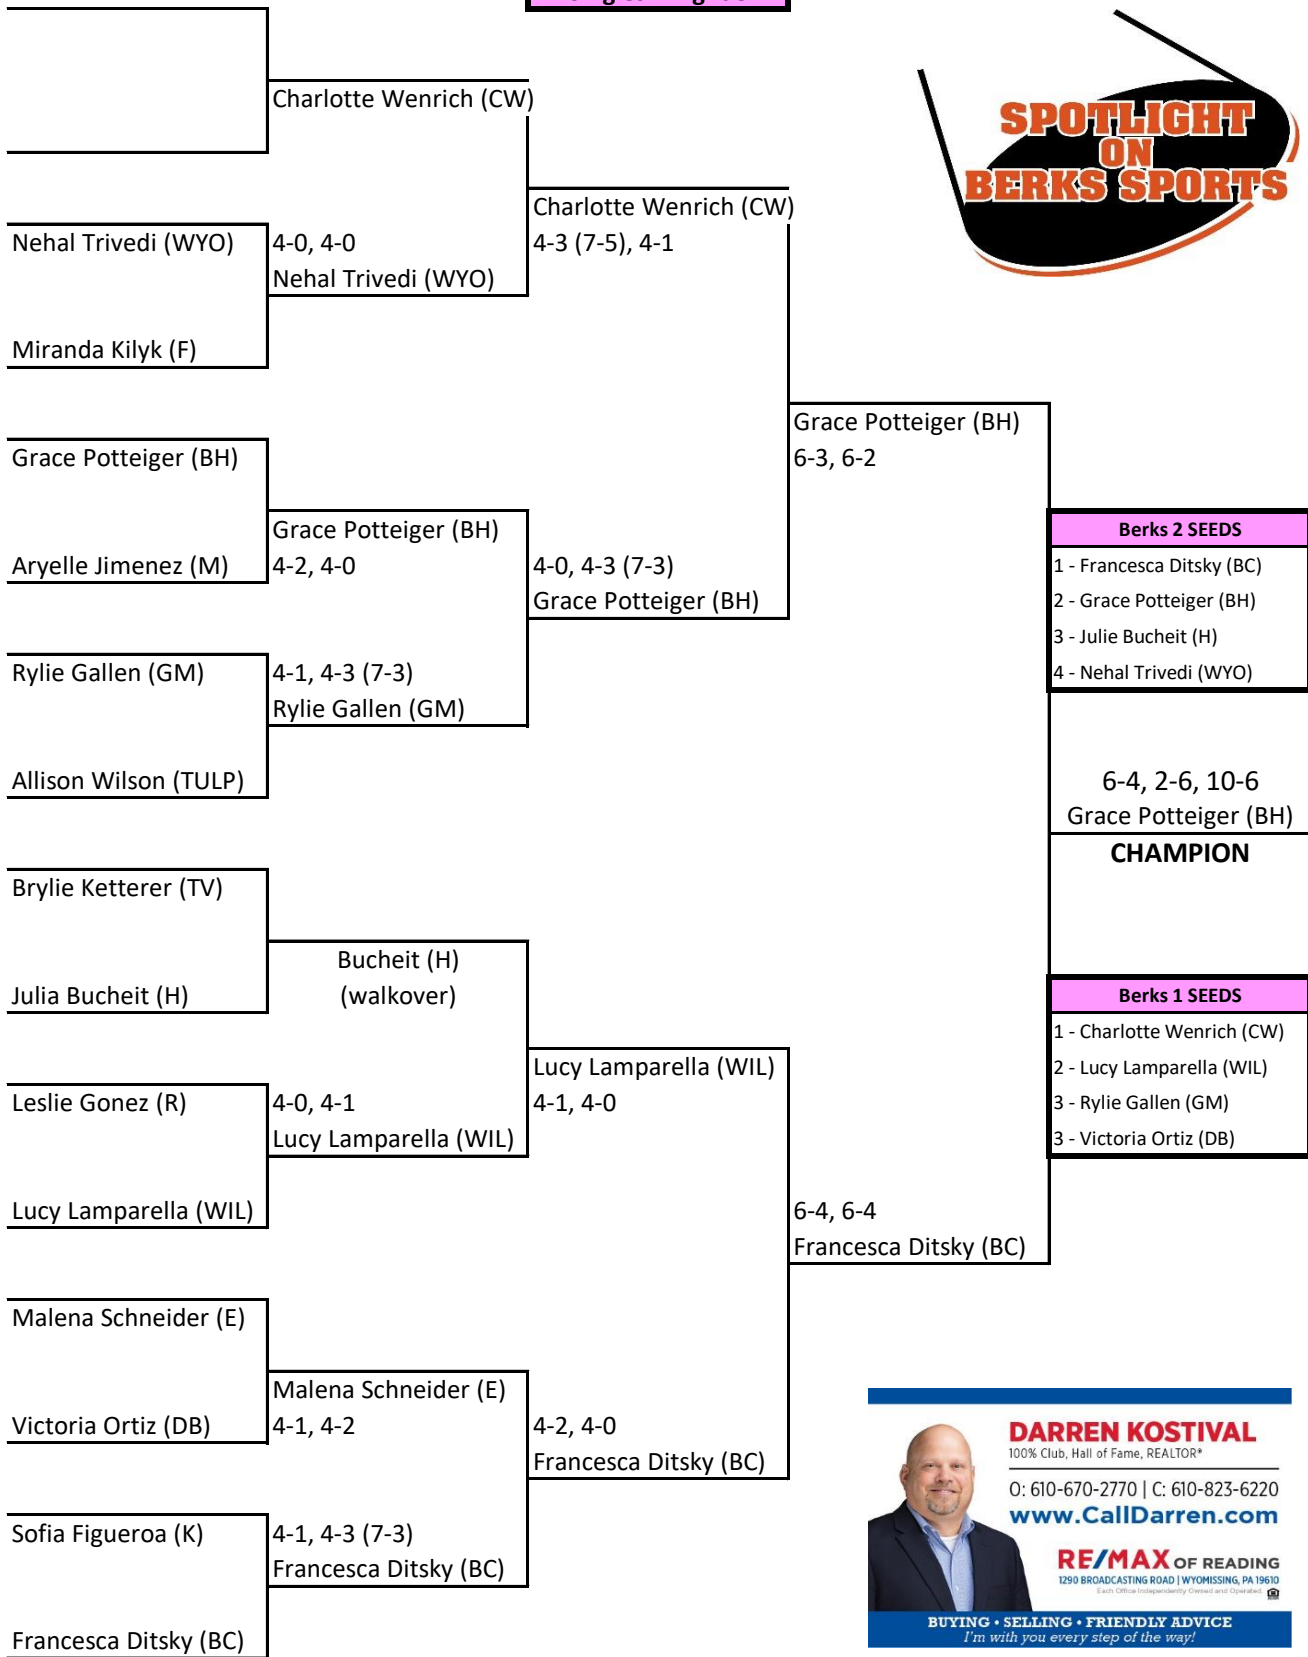 Charlotte Wenrich (CW)
SPOTLIGHT
ON
BERKS SPORTS
Charlotte Wenrich (CW)
Nehal Trivedi (WYO)
4-0, 4-0
4-3 (7-5), 4-1
Nehal Trivedi (WYO)
Miranda Kilyk (F)
Grace Potteiger (BH)
Grace Potteiger (BH)
6-3, 6-2
Grace Potteiger (BH)
Berks 2 SEEDS
Aryelle Jimenez (M)
4-2, 4-0
4-0, 4-3 (7-3)
1 - Francesca Ditsky (BC)
Grace Potteiger (BH)
2 - Grace Potteiger (BH)
3 - Julie Bucheit (H)
Rylie Gallen (GM)
4-1, 4-3 (7-3)
4 - Nehal Trivedi (WYO)
Rylie Gallen (GM)
Allison Wilson (TULP)
6-4, 2-6, 10-6
Grace Potteiger (BH)
CHAMPION
Brylie Ketterer (TV)
Bucheit (H)
Julia Bucheit (H)
(walkover)
Berks 1 SEEDS
1 - Charlotte Wenrich (CW)
Lucy Lamparella (WIL)
2 - Lucy Lamparella (WIL)
Leslie Gonez (R)
4-0, 4-1
4-1, 4-0
3 - Rylie Gallen (GM)
Lucy Lamparella (WIL)
3 - Victoria Ortiz (DB)
Lucy Lamparella (WIL)
6-4, 6-4
Francesca Ditsky (BC)
Malena Schneider (E)
Malena Schneider (E)
Victoria Ortiz (DB)
4-1, 4-2
4-2, 4-0
Francesca Ditsky (BC)
Sofia Figueroa (K)
4-1, 4-3 (7-3)
Francesca Ditsky (BC)
Francesca Ditsky (BC)
DARREN KOSTIVAL
100% Club, Hall of Fame, REALTOR®
O: 610-670-2770 | C: 610-823-6220
www.CallDarren.com
RE/MAX OF READING
1290 BROADCASTING ROAD | WYOMISSING, PA 19610
Each Office Independently Owned and Operated.
BUYING • SELLING • FRIENDLY ADVICE
I'm with you every step of the way!